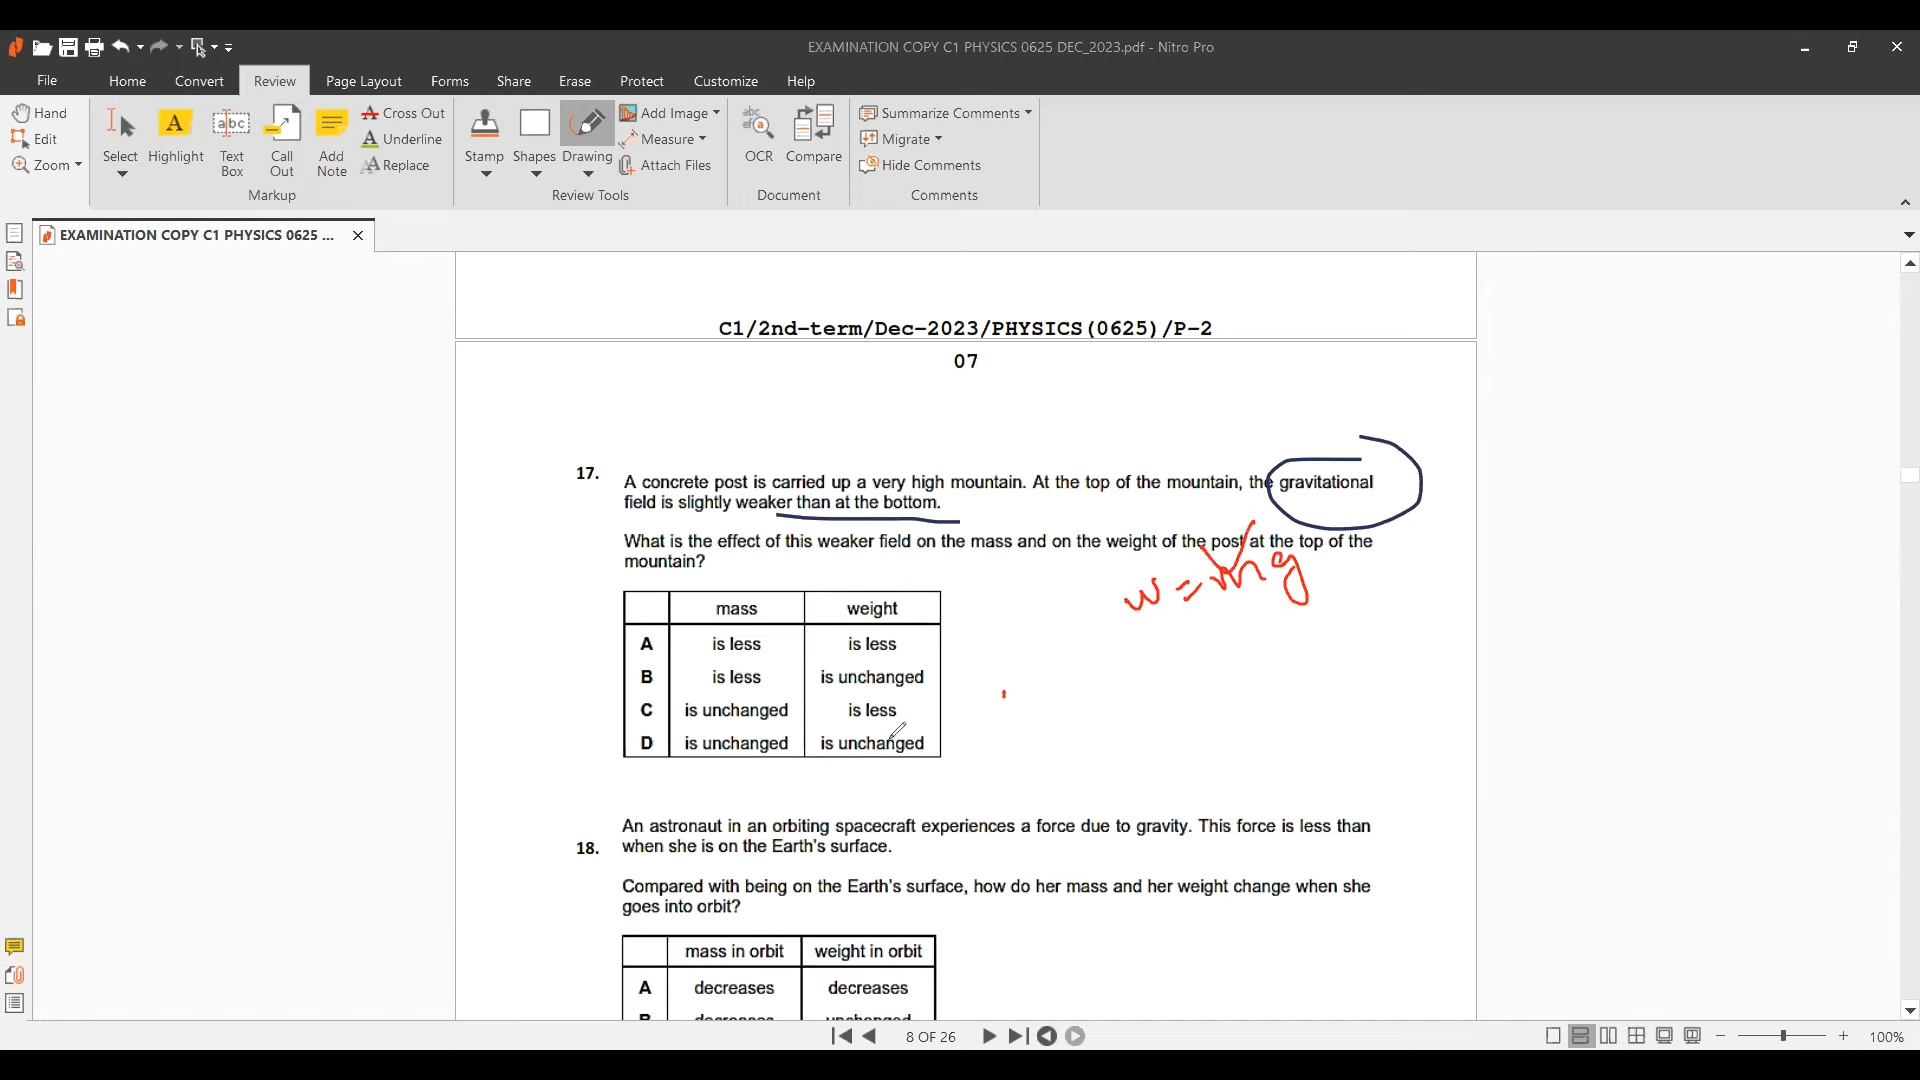 EXAMINATION COPY C1 PHYSICS 0625 DEC_2023.pdf - Nitro Pro
File Home Convert Review Page Layout Forms Share Erase Protect Customize Help
Hand
Edit
Zoom
Select
Highlight
Text Box
Call Out
Add Note
Cross Out
Underline
Replace
Markup
Stamp
Shapes
Drawing
Add Image
Measure
Attach Files
Review Tools
OCR
Compare
Document
Summarize Comments
Migrate
Hide Comments
Comments
EXAMINATION COPY C1 PHYSICS 0625 ...
C1/2nd-term/Dec-2023/PHYSICS(0625)/P-2
07
17.
A concrete post is carried up a very high mountain. At the top of the mountain, the gravitational
field is slightly weaker than at the bottom.
What is the effect of this weaker field on the mass and on the weight of the post at the top of the
mountain?
w = mg
mass weight
A is less is less
B is less is unchanged
C is unchanged is less
D is unchanged is unchanged
18.
An astronaut in an orbiting spacecraft experiences a force due to gravity. This force is less than
when she is on the Earth's surface.
Compared with being on the Earth's surface, how do her mass and her weight change when she
goes into orbit?
mass in orbit weight in orbit
A decreases decreases
B decreases unchanged
8 OF 26
100%